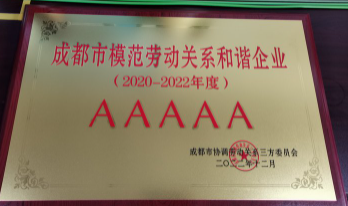 成都市模范劳动关系和谐企业
（2020-2022年度）
AAAAA
成都市协调劳动关系三方委员会
二〇二二年十二月